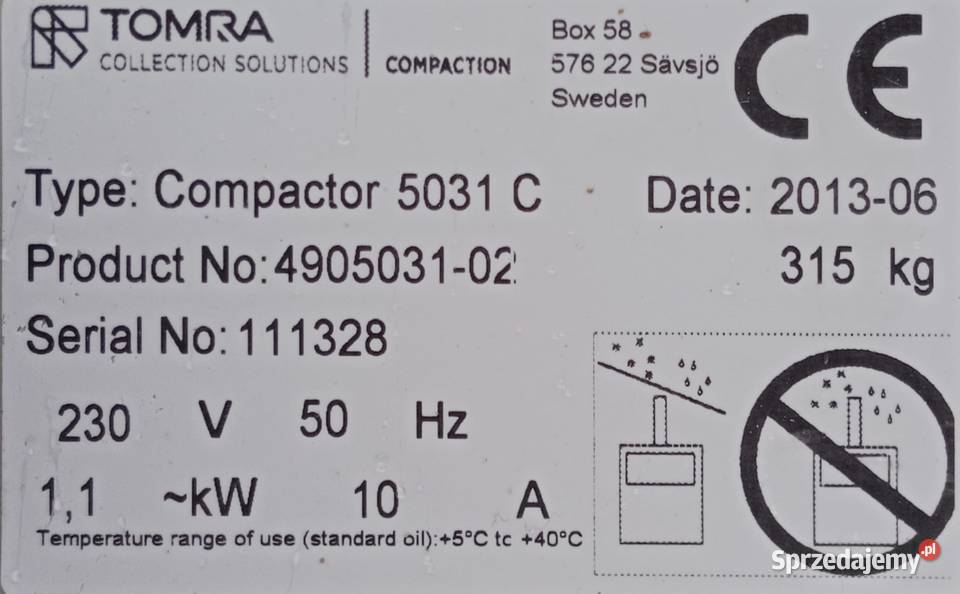 TOMRA
COLLECTION SOLUTIONS
COMPACTION
Box 58
576 22 Sävsjö
Sweden
CE
Type: Compactor 5031 C
Date: 2013-06
Product No: 4905031-02
315 kg
Serial No: 111328
230 V 50 Hz
1,1 ~kW 10 A
Temperature range of use (standard oil):+5°C tc +40°C
Sprzedajemy.pl